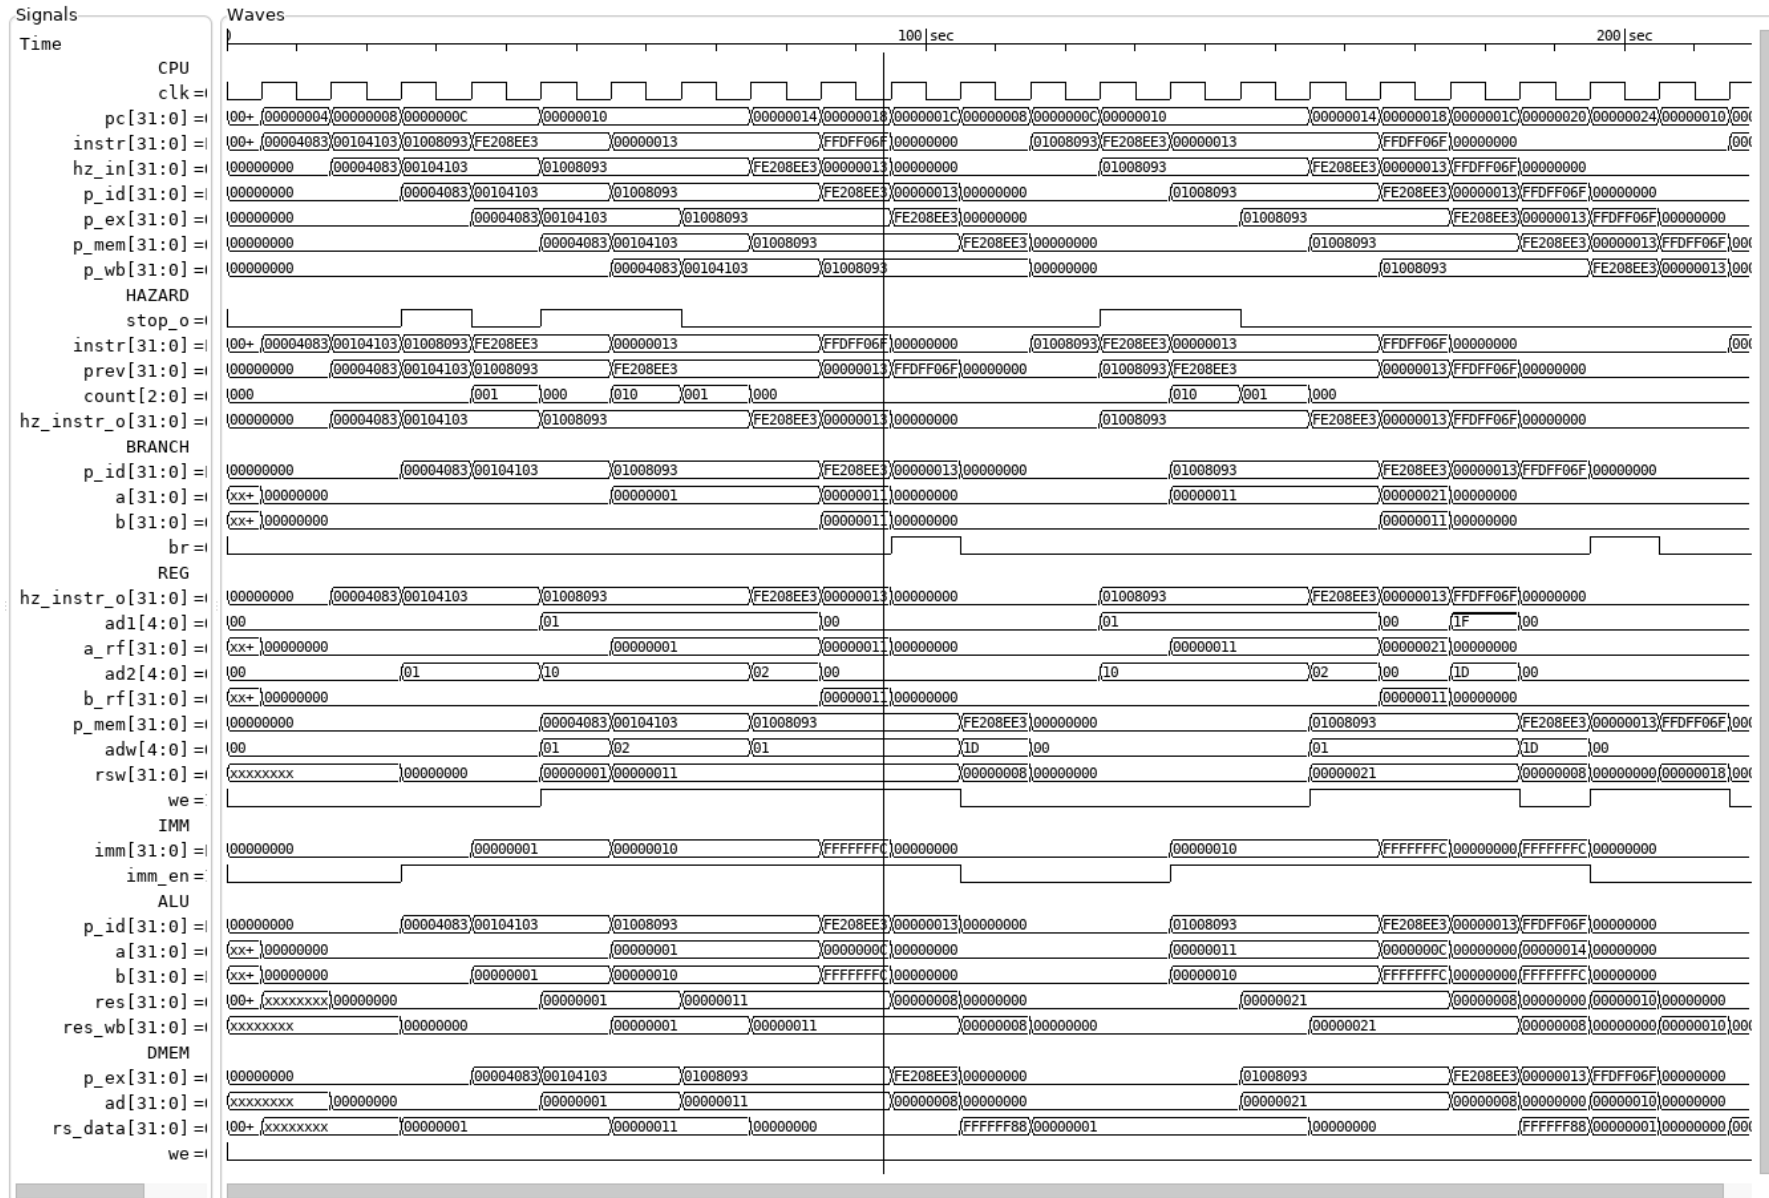 Signals Waves
Time 0 100 sec 200 sec
CPU
clk =
pc[31:0] = 00+ 00000004 00000008 0000000C 00000010 00000014 00000018 0000001C 00000008 0000000C 00000010 00000014 00000018 0000001C 00000020 00000024 00000010 000
instr[31:0] = 00+ 00004083 00104103 01008093 FE208EE3 00000013 FFDFF06F 00000000 01008093 FE208EE3 00000013 FFDFF06F 00000000 000
hz_in[31:0] = 00000000 00004083 00104103 01008093 FE208EE3 00000013 00000000 01008093 FE208EE3 00000013 FFDFF06F 00000000
p_id[31:0] = 00000000 00004083 00104103 01008093 FE208EE3 00000013 00000000 01008093 FE208EE3 00000013 FFDFF06F 00000000
p_ex[31:0] = 00000000 00004083 00104103 01008093 FE208EE3 00000000 01008093 FE208EE3 00000013 FFDFF06F 00000000
p_mem[31:0] = 00000000 00004083 00104103 01008093 FE208EE3 00000000 01008093 FE208EE3 00000013 FFDFF06F 000
p_wb[31:0] = 00000000 00004083 00104103 01008093 00000000 01008093 FE208EE3 00000013 000
HAZARD
stop_o =
instr[31:0] = 00+ 00004083 00104103 01008093 FE208EE3 00000013 FFDFF06F 00000000 01008093 FE208EE3 00000013 FFDFF06F 00000000 000
prev[31:0] = 00000000 00004083 00104103 01008093 FE208EE3 00000013 FFDFF06F 00000000 01008093 FE208EE3 00000013 FFDFF06F 00000000
count[2:0] = 000 001 000 010 001 000 010 001 000
hz_instr_o[31:0] = 00000000 00004083 00104103 01008093 FE208EE3 00000013 00000000 01008093 FE208EE3 00000013 FFDFF06F 00000000
BRANCH
p_id[31:0] = 00000000 00004083 00104103 01008093 FE208EE3 00000013 00000000 01008093 FE208EE3 00000013 FFDFF06F 00000000
a[31:0] = xx+ 00000000 00000001 00000011 00000000 00000011 00000021 00000000
b[31:0] = xx+ 00000000 00000011 00000000 00000011 00000000
br =
REG
hz_instr_o[31:0] = 00000000 00004083 00104103 01008093 FE208EE3 00000013 00000000 01008093 FE208EE3 00000013 FFDFF06F 00000000
ad1[4:0] = 00 01 00 01 00 1F 00
a_rf[31:0] = xx+ 00000000 00000001 00000011 00000000 00000011 00000021 00000000
ad2[4:0] = 00 01 10 02 00 10 02 00 1D 00
b_rf[31:0] = xx+ 00000000 00000011 00000000 00000011 00000000
p_mem[31:0] = 00000000 00004083 00104103 01008093 FE208EE3 00000000 01008093 FE208EE3 00000013 FFDFF06F 000
adw[4:0] = 00 01 02 01 1D 00 01 1D 00
rsw[31:0] = xxxxxxxx 00000000 00000001 00000011 00000008 00000000 00000021 00000008 00000000 00000018 000
we =
IMM
imm[31:0] = 00000000 00000001 00000010 FFFFFFFC 00000000 00000010 FFFFFFFC 00000000 FFFFFFFC 00000000
imm_en =
ALU
p_id[31:0] = 00000000 00004083 00104103 01008093 FE208EE3 00000013 00000000 01008093 FE208EE3 00000013 FFDFF06F 00000000
a[31:0] = xx+ 00000000 00000001 0000000C 00000000 00000011 0000000C 00000000 00000014 00000000
b[31:0] = xx+ 00000000 00000001 00000010 FFFFFFFC 00000000 00000010 FFFFFFFC 00000000 FFFFFFFC 00000000
res[31:0] = 00+ xxxxxxxx 00000000 00000001 00000011 00000008 00000000 00000021 00000008 00000000 00000010 00000000
res_wb[31:0] = xxxxxxxx 00000000 00000001 00000011 00000008 00000000 00000021 00000008 00000000 00000010 000
DMEM
p_ex[31:0] = 00000000 00004083 00104103 01008093 FE208EE3 00000000 01008093 FE208EE3 00000013 FFDFF06F 00000000
ad[31:0] = xxxxxxxx 00000000 00000001 00000011 00000008 00000000 00000021 00000008 00000000 00000010 00000000
rs_data[31:0] = 00+ xxxxxxxx 00000001 00000011 00000000 FFFFFF88 00000001 00000000 FFFFFF88 00000001 00000000 000
we =